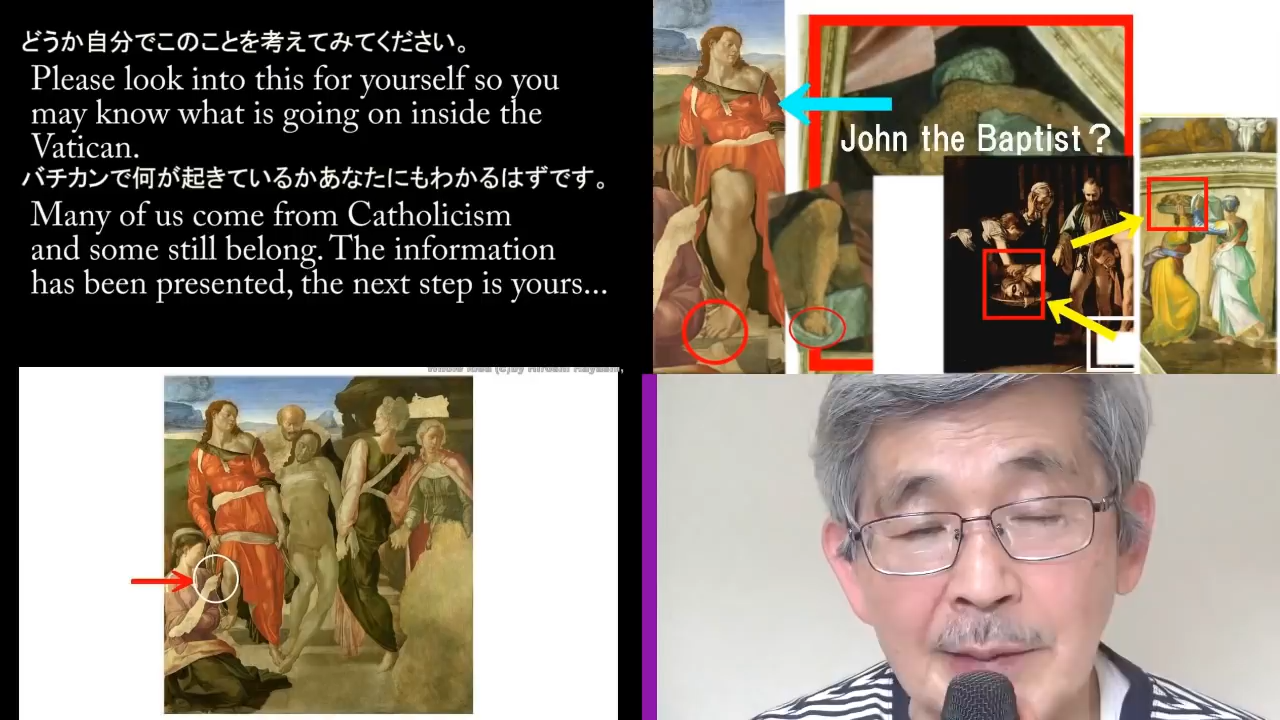 どうか自分でこのことを考えてみてください。
Please look into this for yourself so you
may know what is going on inside the
Vatican.
バチカンで何が起きているかあなたにもわかるはずです。
Many of us come from Catholicism
and some still belong. The information
has been presented, the next step is yours...
John the Baptist？